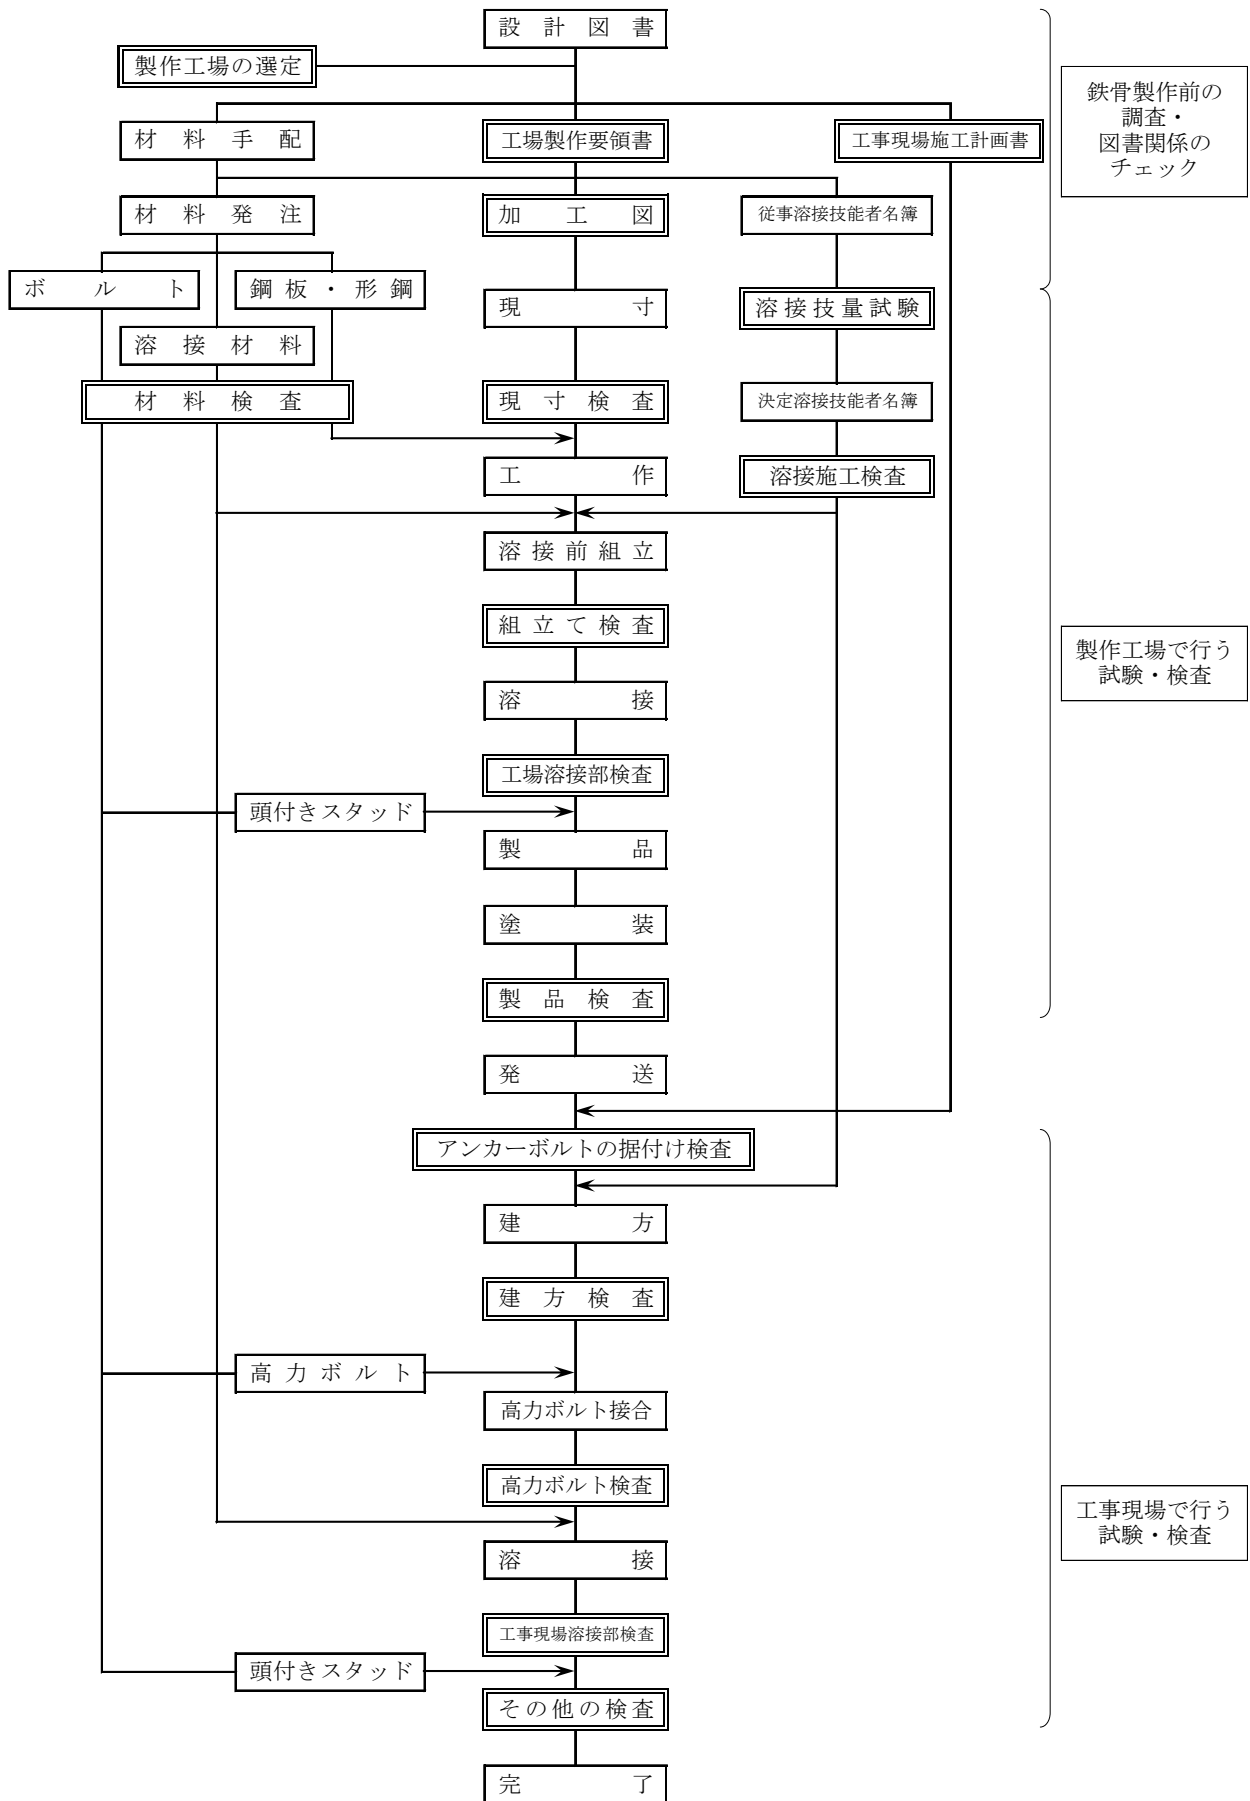 設計図書
製作工場の選定
鉄骨製作前の
調査・
図書関係の
チェック
材料手配
工場製作要領書
工事現場施工計画書
材料発注
加工図
従事溶接技能者名簿
ボルト
鋼板・形鋼
現寸
溶接技量試験
溶接材料
材料検査
現寸検査
決定溶接技能者名簿
工作
溶接施工検査
溶接前組立
組立て検査
製作工場で行う
試験・検査
溶接
工場溶接部検査
頭付きスタッド
製品
塗装
製品検査
発送
アンカーボルトの据付け検査
建方
建方検査
高力ボルト
高力ボルト接合
高力ボルト検査
工事現場で行う
試験・検査
溶接
工事現場溶接部検査
頭付きスタッド
その他の検査
完了